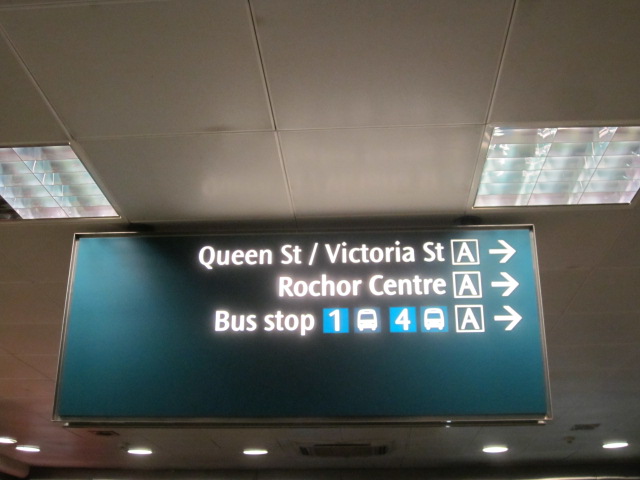 Queen St / Victoria St A →
Rochor Centre A →
Bus stop 1 4 A →